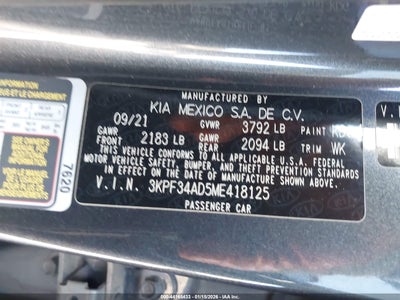 MANUFACTURED BY
KIA MEXICO S.A. DE C.V.
09/21 GVWR 3792 LB PAINT
GAWR FRONT 2183 LB GAWR REAR 2094 LB TRIM WK
THIS VEHICLE CONFORMS TO ALL APPLICABLE U.S.A. FEDERAL
MOTOR VEHICLE SAFETY, BUMPER, AND THEFT PREVENTION STANDARDS
IN EFFECT ON THE DATE OF MANUFACTURE SHOWN ABOVE.
V.I.N. 3KPF34AD5ME418125
PASSENGER CAR
7620
V.I.